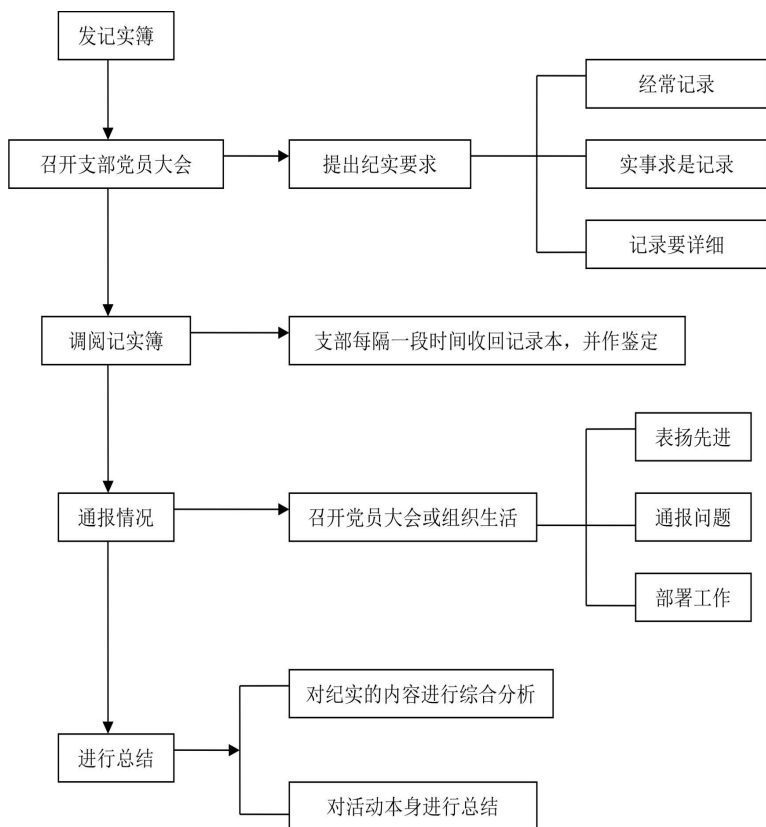 发记实簿
经常记录
召开支部党员大会
提出纪实要求
实事求是记录
记录要详细
调阅记实簿
支部每隔一段时间收回记录本，并作鉴定
表扬先进
通报情况
召开党员大会或组织生活
通报问题
部署工作
对纪实的内容进行综合分析
进行总结
对活动本身进行总结